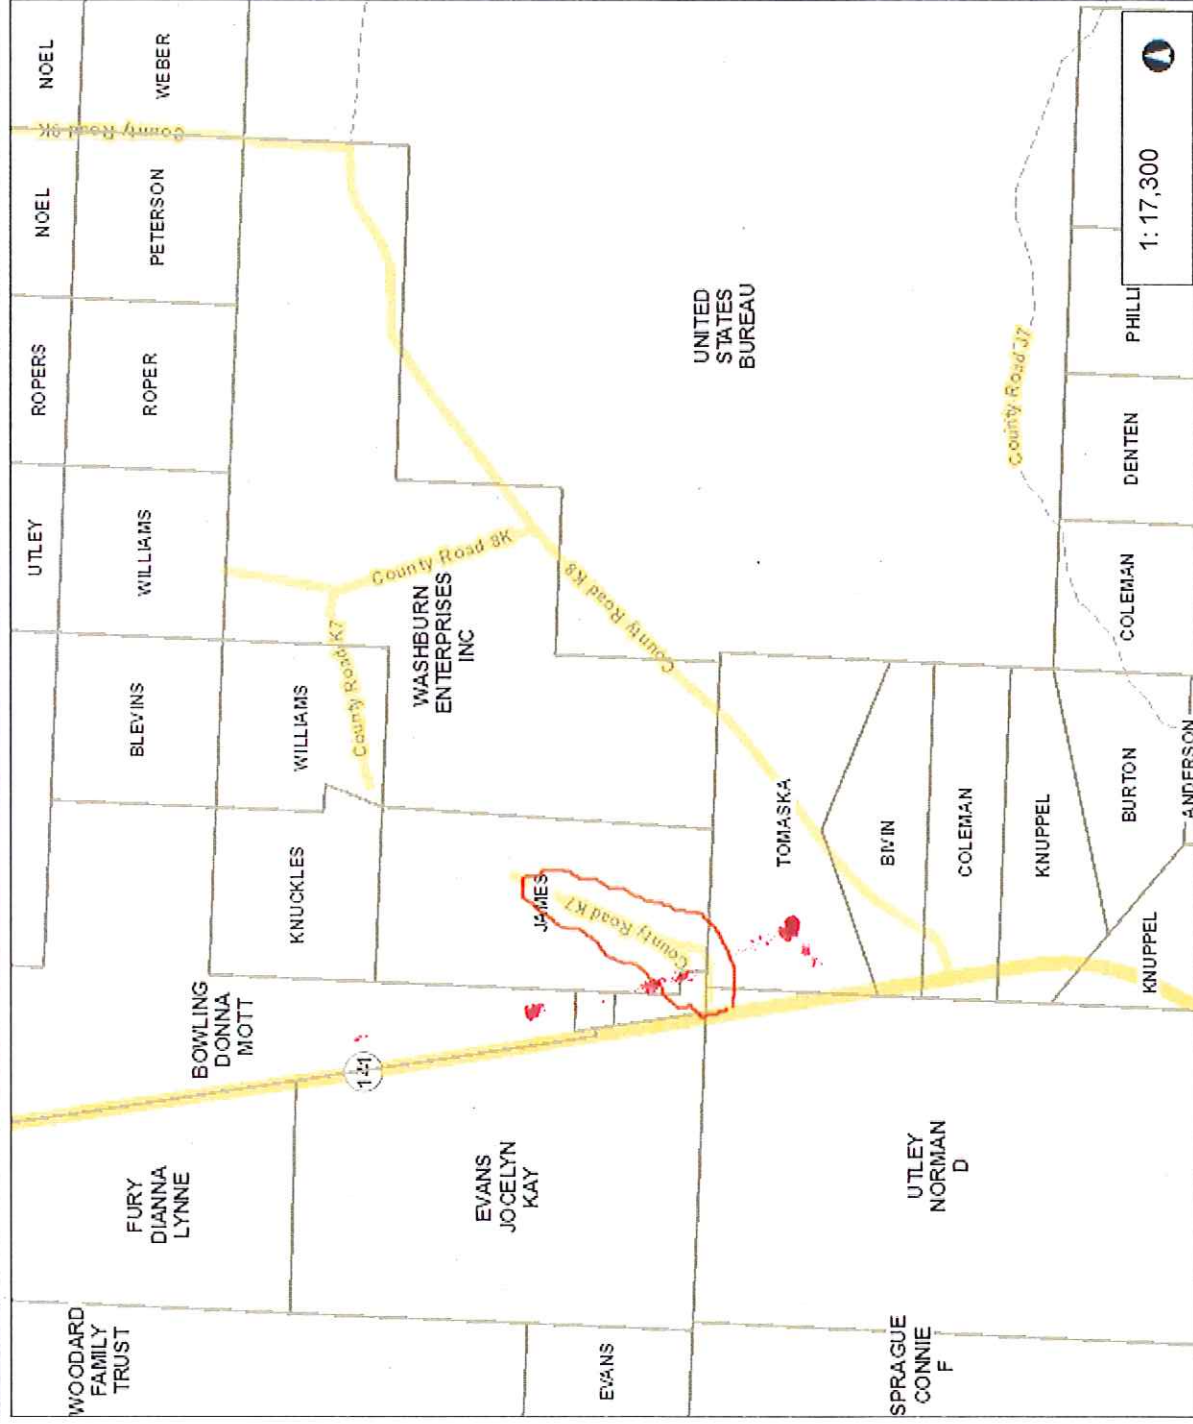 NOEL
NOEL
ROPERS
UTLEY
WEBER
PETERSON
ROPER
WILLIAMS
BLEVINS
County Road 8K
WILLIAMS
KNUCKLES
County Road K7
County Road 8K
WASHBURN
ENTERPRISES
INC
BOWLING
DONNA
MOTT
FURY
DIANNA
LYNNE
WOODARD
FAMILY
TRUST
141
EVANS
JOCELYN
KAY
EVANS
JAMES
County Road K7
County Road K8
UNITED
STATES
BUREAU
TOMASKA
BIVIN
COLEMAN
KNUPPEL
BURTON
ANDERSON
KNUPPEL
UTLEY
NORMAN
D
SPRAGUE
CONNIE
F
County Road J7
COLEMAN
DENTEN
PHILLI
1: 17,300